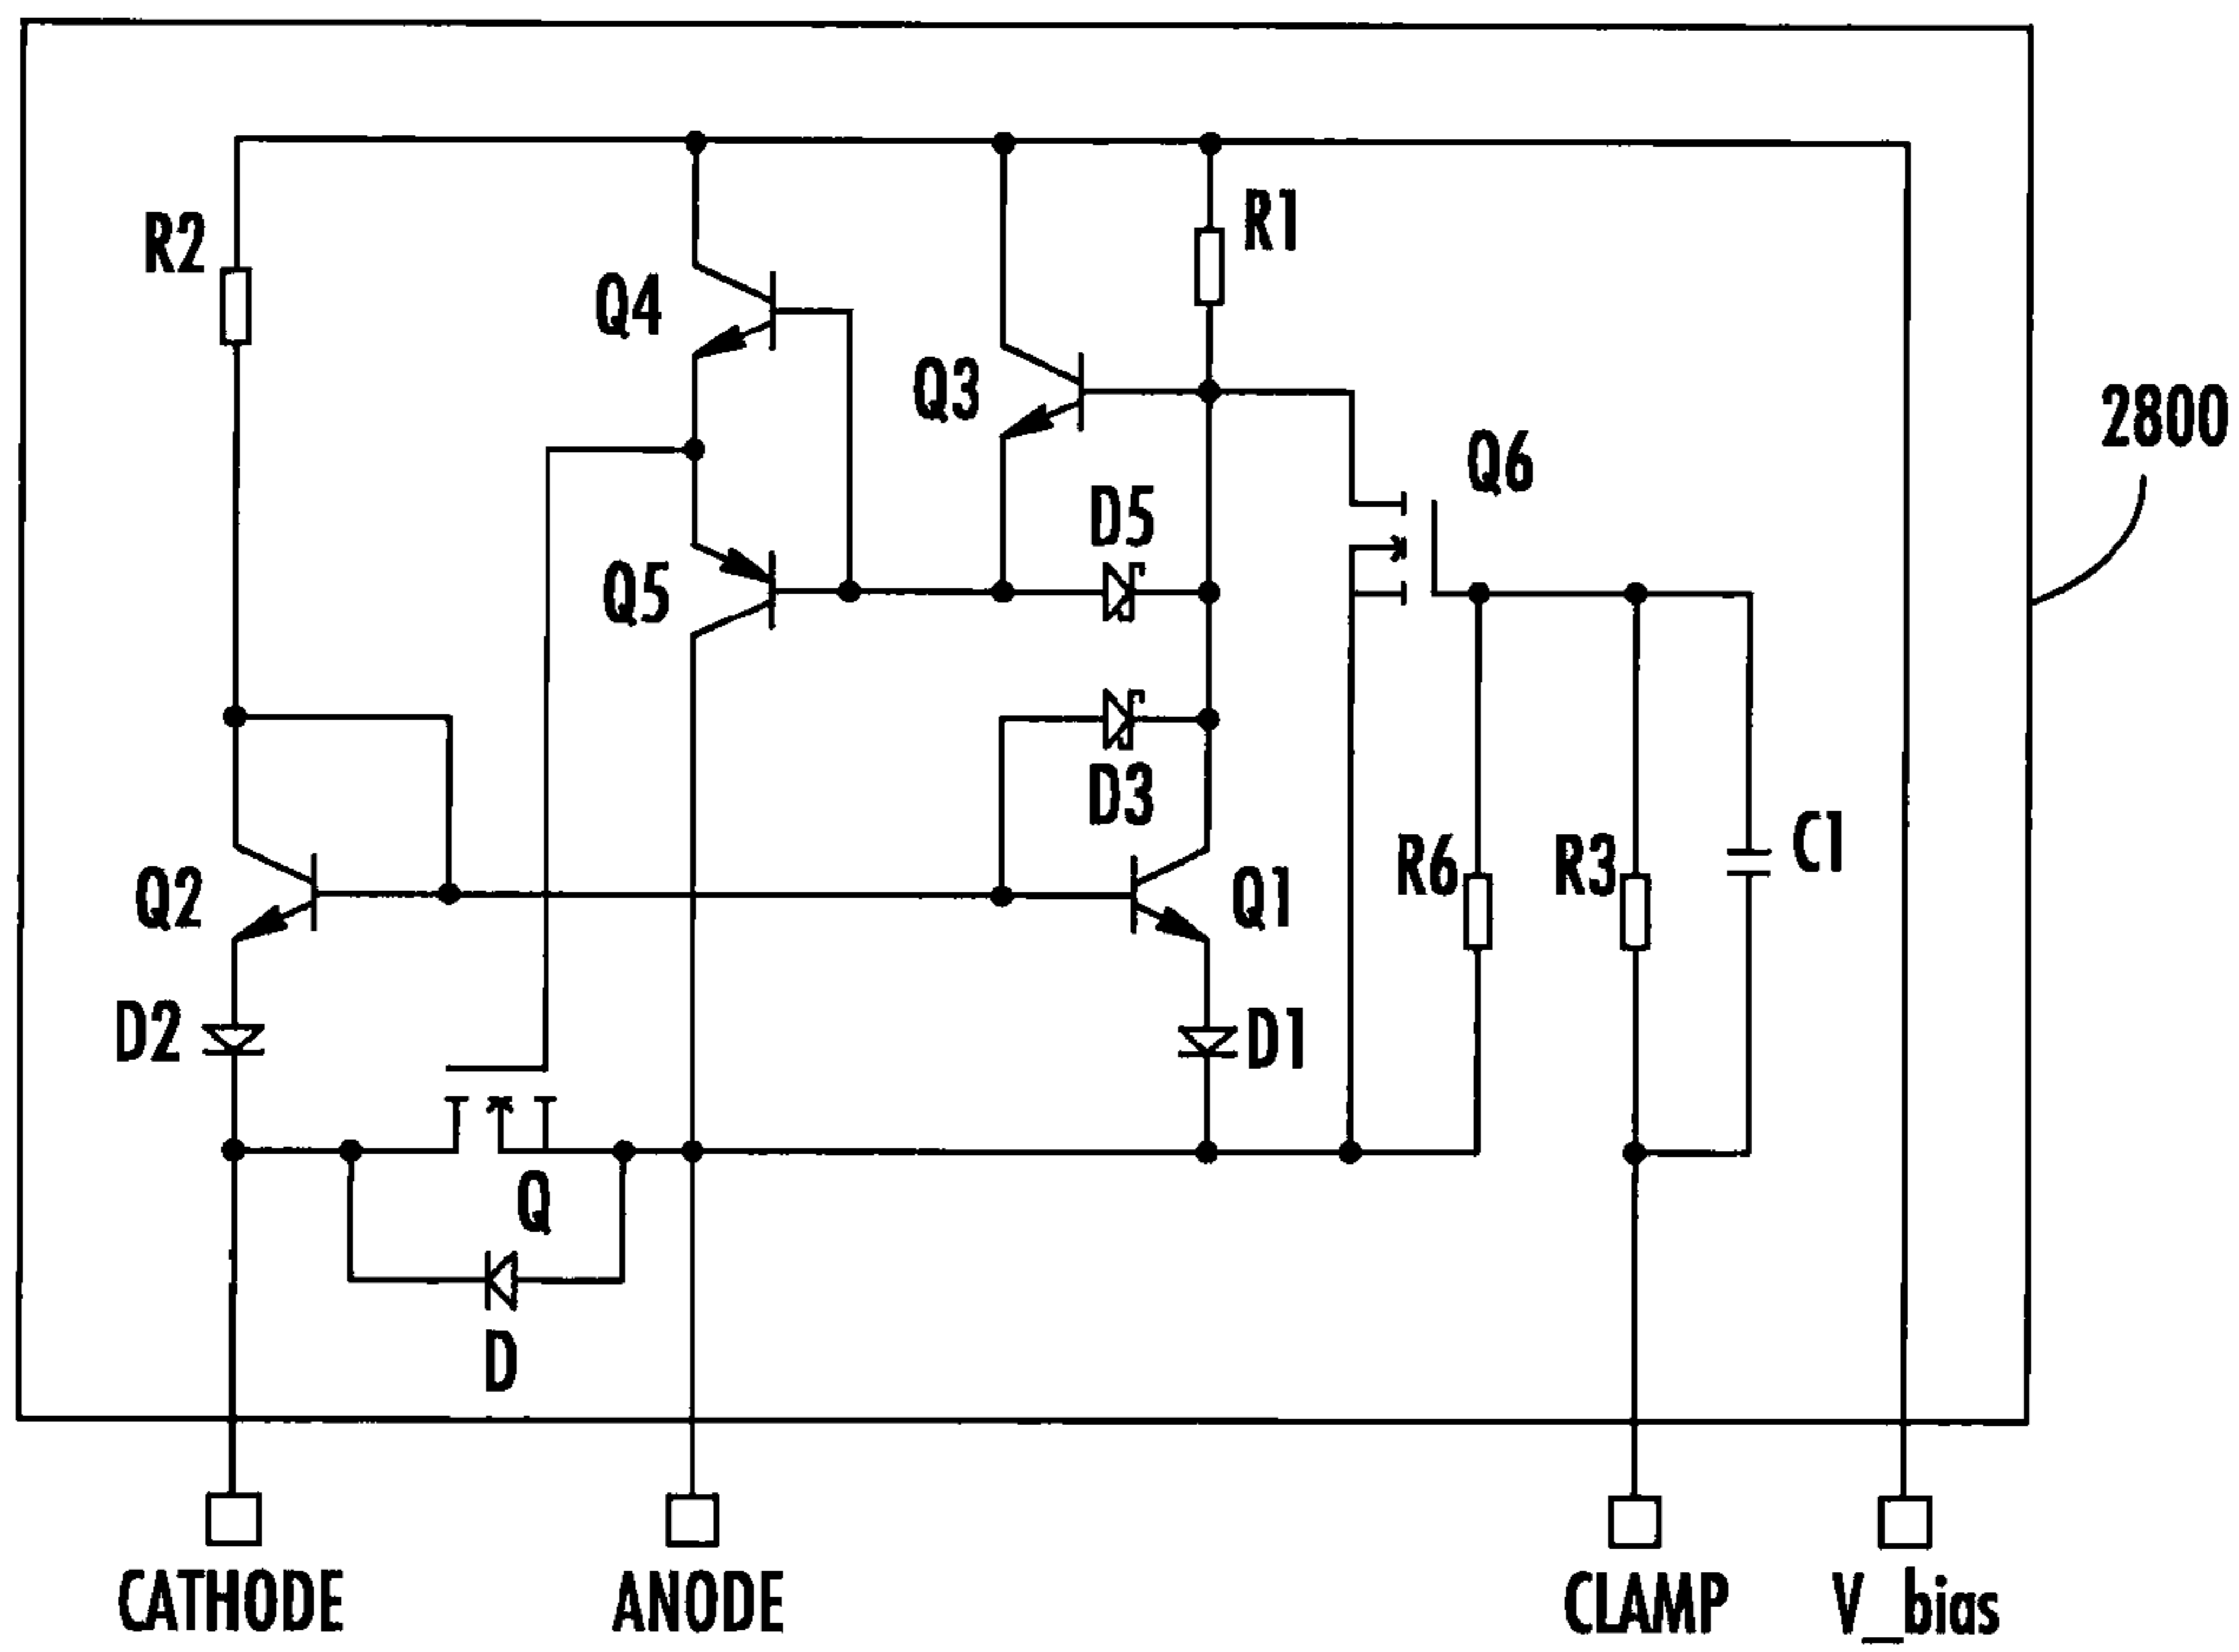 R2
R1
Q4
Q3
2800
Q6
D5
Q5
D3
C1
R6
R3
Q2
Q1
D2
D1
Q
D
CATHODE
ANODE
CLAMP
V_bias